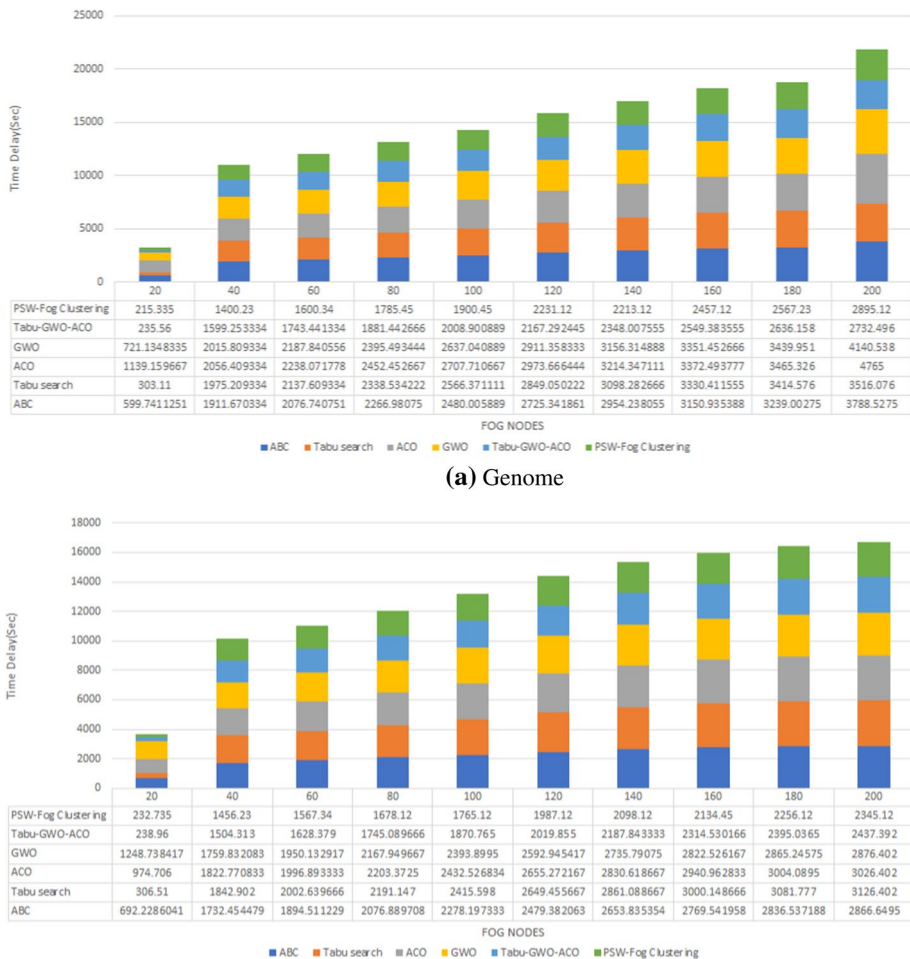 25000
20000
15000
10000
5000
0
Time Delay(Sec)
20 40 60 80 100 120 140 160 180 200
PSW-Fog Clustering 215.335 1400.23 1600.34 1785.45 1900.45 2231.12 2213.12 2457.12 2567.23 2895.12
Tabu-GWO-ACO 235.56 1599.253334 1743.441334 1881.442666 2008.900889 2167.292445 2348.007555 2549.383555 2636.158 2732.496
GWO 721.1348335 2015.809334 2187.840556 2395.493444 2637.040889 2911.358333 3156.314888 3351.452666 3439.951 4140.538
ACO 1139.159667 2056.409334 2238.071778 2452.452667 2707.710667 2973.666444 3214.347111 3372.493777 3465.326 4765
Tabu search 303.11 1975.209334 2137.609334 2338.534222 2566.371111 2849.050222 3098.282666 3330.411555 3414.576 3516.076
ABC 599.7411251 1911.670334 2076.740751 2266.98075 2480.005889 2725.341861 2954.238055 3150.935388 3239.00275 3788.5275
FOG NODES
ABC Tabu search ACO GWO Tabu-GWO-ACO PSW-Fog Clustering
(a) Genome
18000
16000
14000
12000
10000
8000
6000
4000
2000
0
Time Delay(Sec)
20 40 60 80 100 120 140 160 180 200
PSW-Fog Clustering 232.735 1456.23 1567.34 1678.12 1765.12 1987.12 2098.12 2134.45 2256.12 2345.12
Tabu-GWO-ACO 238.96 1504.313 1628.379 1745.089666 1870.765 2019.855 2187.843333 2314.530166 2395.0365 2437.392
GWO 1248.738417 1759.832083 1950.132917 2167.949667 2393.8995 2592.945417 2735.79075 2822.526167 2865.24575 2876.402
ACO 974.706 1822.770833 1996.893333 2203.3725 2432.526834 2655.272167 2830.618667 2940.962833 3004.0895 3026.402
Tabu search 306.51 1842.902 2002.639666 2191.147 2415.598 2649.455667 2861.088667 3000.148666 3081.777 3126.402
ABC 692.2286041 1732.454479 1894.511229 2076.889708 2278.197333 2479.382063 2653.835354 2769.541958 2836.537188 2866.6495
FOG NODES
ABC Tabu search ACO GWO Tabu-GWO-ACO PSW-Fog Clustering